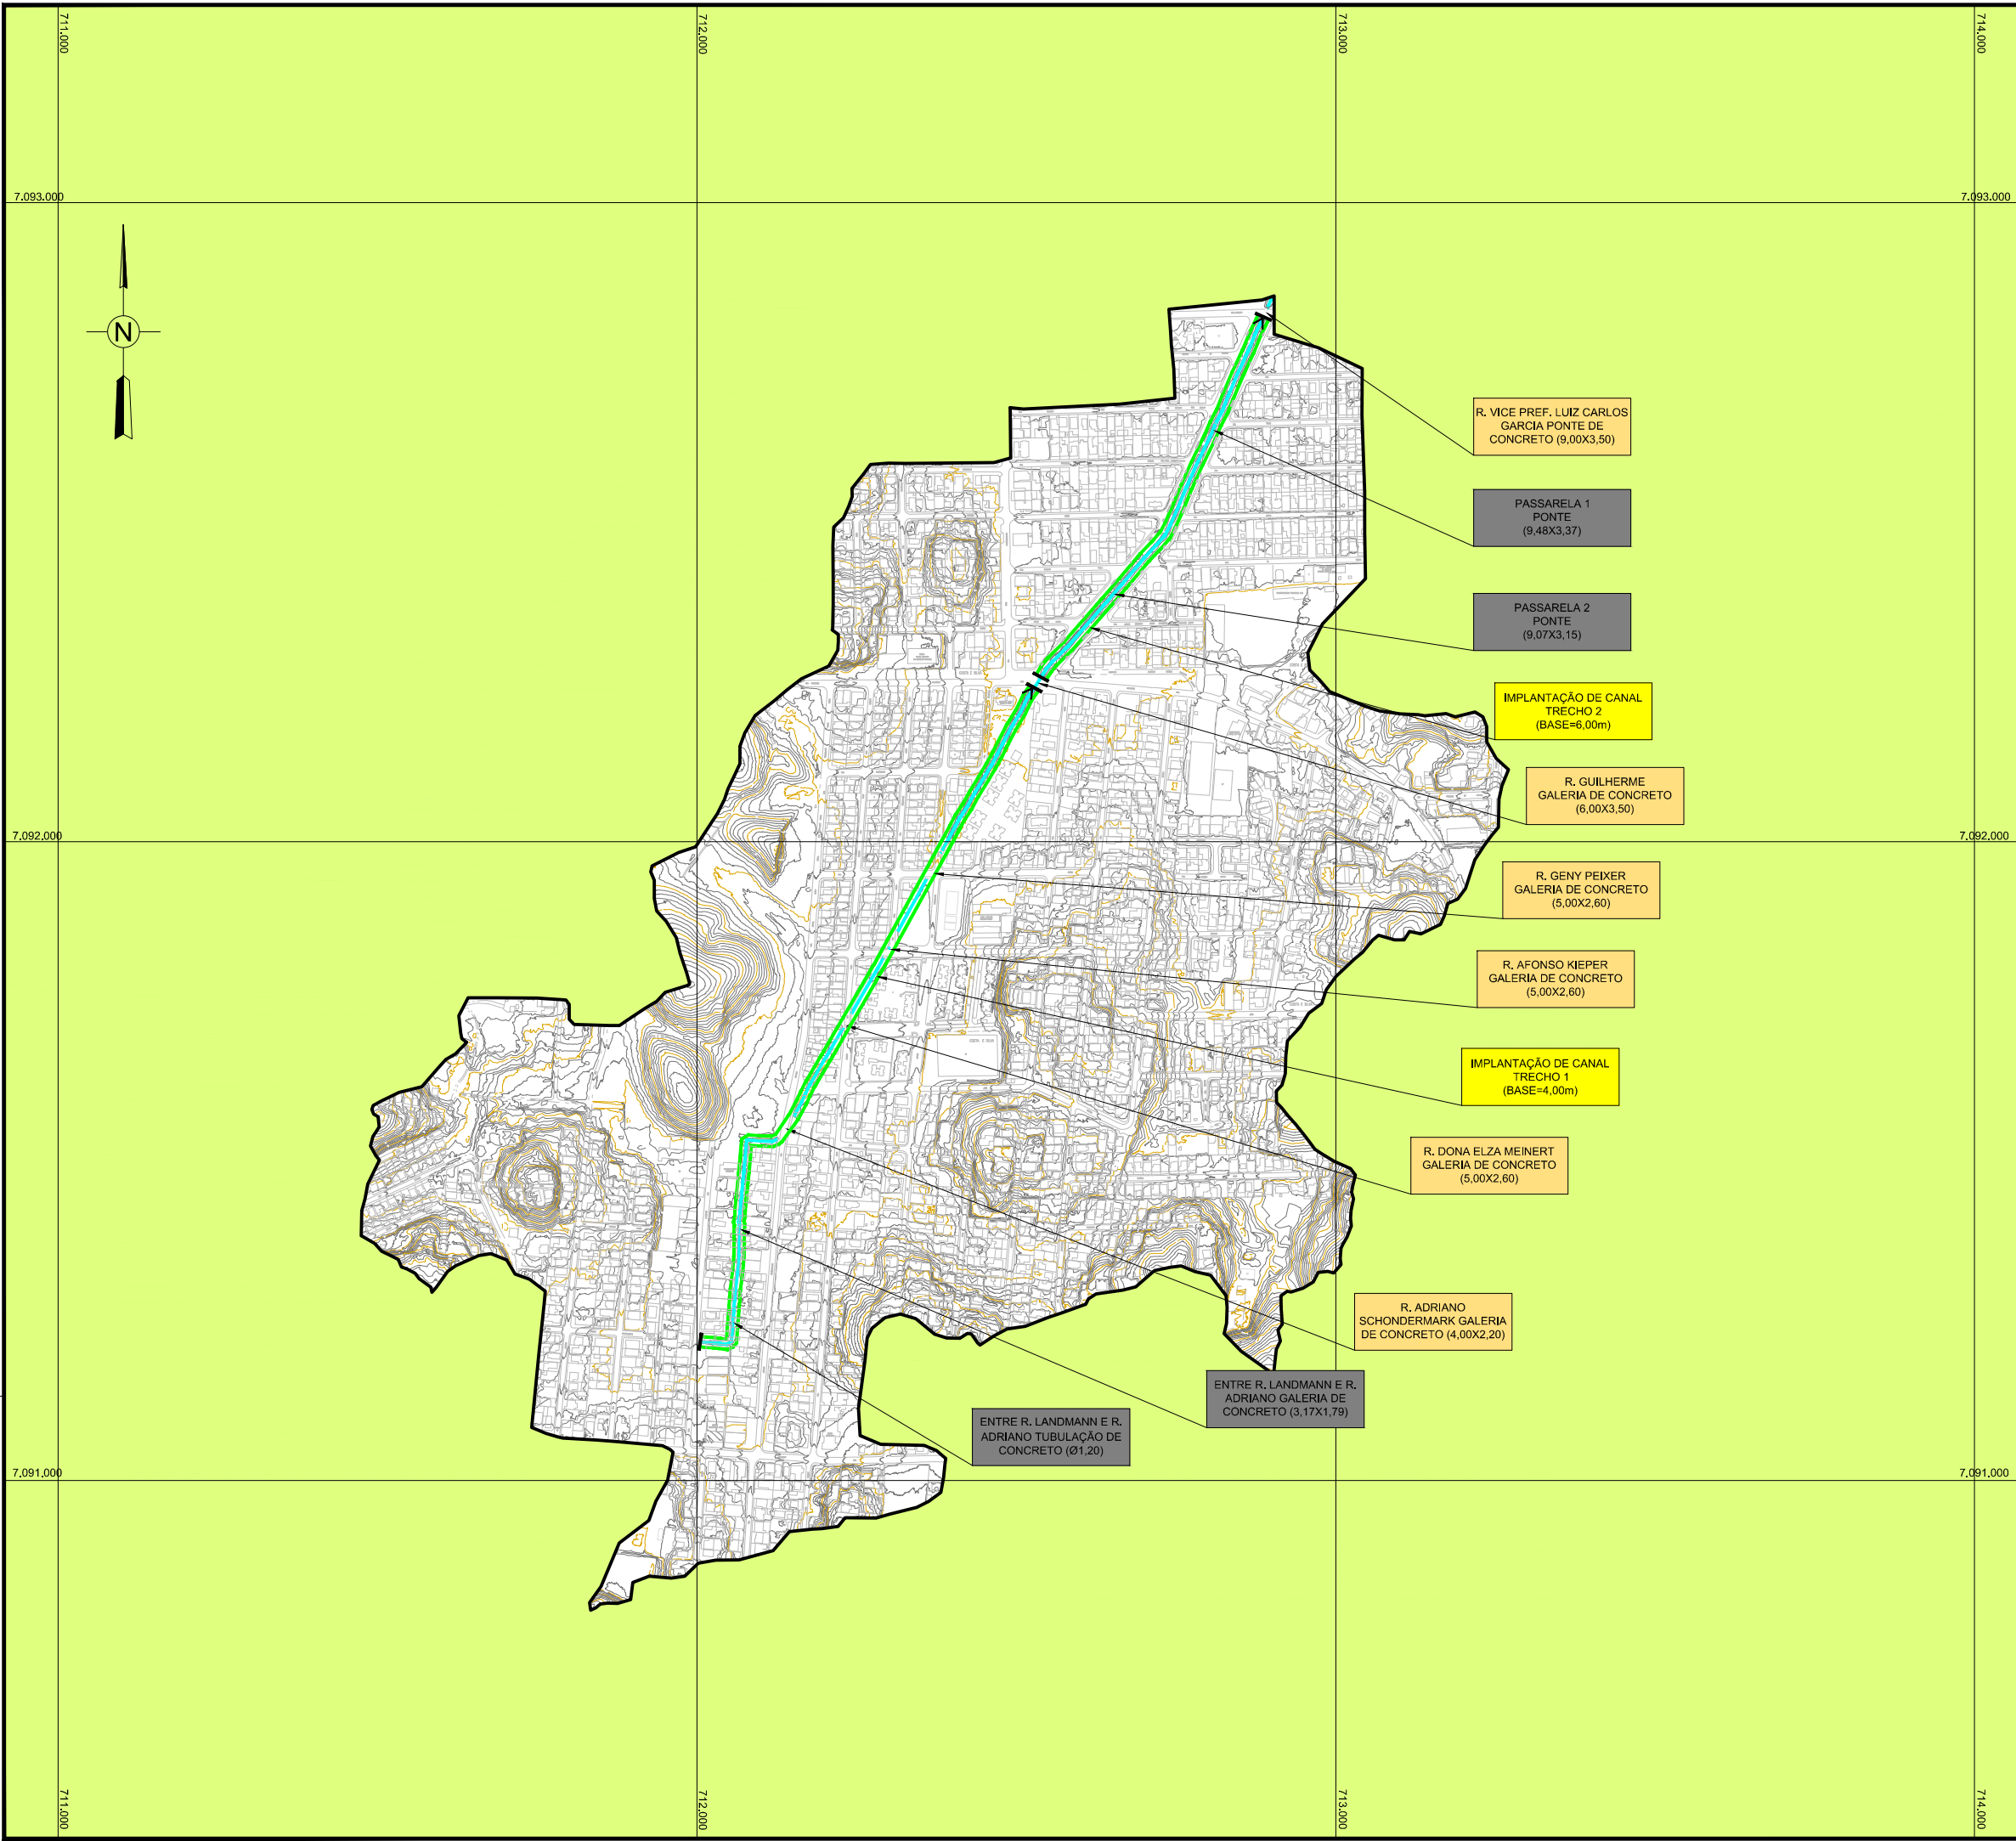 711.000
712.000
713.000
714.000
7.093.000
7.093.000
N
R. VICE PREF. LUIZ CARLOS
GARCIA PONTE DE
CONCRETO (9,00X3,50)
PASSARELA 1
PONTE
(9,48X3,37)
PASSARELA 2
PONTE
(9,07X3,15)
IMPLANTAÇÃO DE CANAL
TRECHO 2
(BASE=6,00m)
R. GUILHERME
GALERIA DE CONCRETO
(6,00X3,50)
7.092.000
7.092.000
R. GENY PEIXER
GALERIA DE CONCRETO
(5,00X2,60)
R. AFONSO KIEPER
GALERIA DE CONCRETO
(5,00X2,60)
COSTA E SILVA
IMPLANTAÇÃO DE CANAL
TRECHO 1
(BASE=4,00m)
R. DONA ELZA MEINERT
GALERIA DE CONCRETO
(5,00X2,60)
R. ADRIANO
SCHONDERMARK GALERIA
DE CONCRETO (4,00X2,20)
ENTRE R. LANDMANN E R.
ADRIANO GALERIA DE
CONCRETO (3,17X1,79)
ENTRE R. LANDMANN E R.
ADRIANO TUBULAÇÃO DE
CONCRETO (Ø1,20)
7.091.000
7.091.000
711.000
712.000
713.000
714.000